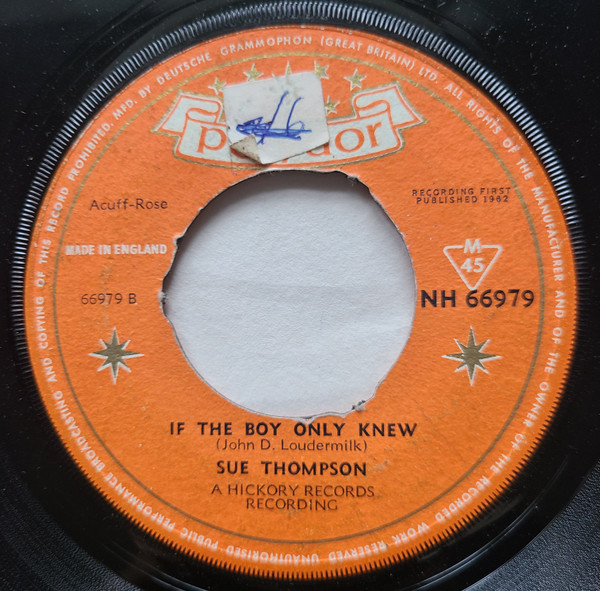 MFD. BY DEUTSCHE GRAMMOPHON (GREAT BRITAIN) LTD. ALL RIGHTS OF THE MANUFACTURER AND OF THE OWNER OF THE RECORDED WORK RESERVED UNAUTHORISED PUBLIC PERFORMANCE BROADCASTING AND COPYING OF THIS RECORD PROHIBITED.
Acuff-Rose
RECORDING FIRST
PUBLISHED 1962
MADE IN ENGLAND
M
45
66979 B
NH 66979
IF THE BOY ONLY KNEW
(John D. Loudermilk)
SUE THOMPSON
A HICKORY RECORDS
RECORDING